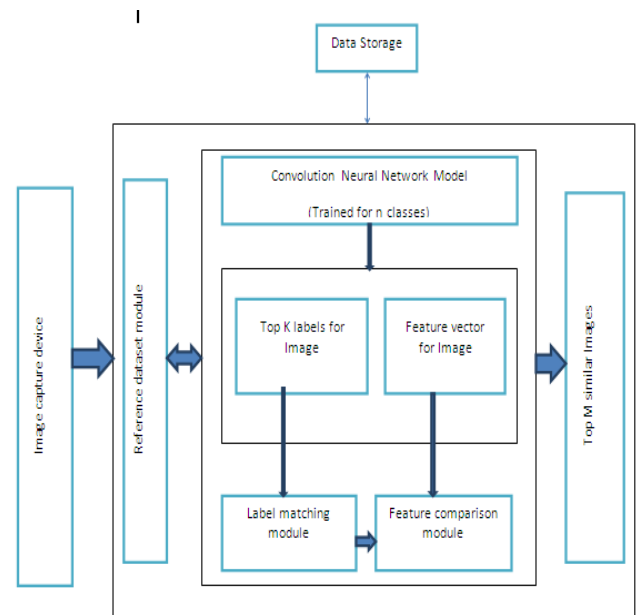 Data Storage
Image capture device
Reference dataset module
Convolution Neural Network Model
(Trained for n classes)
Top K labels for
Image
Feature vector
for Image
Label matching
module
Feature comparison
module
Top M similar Images